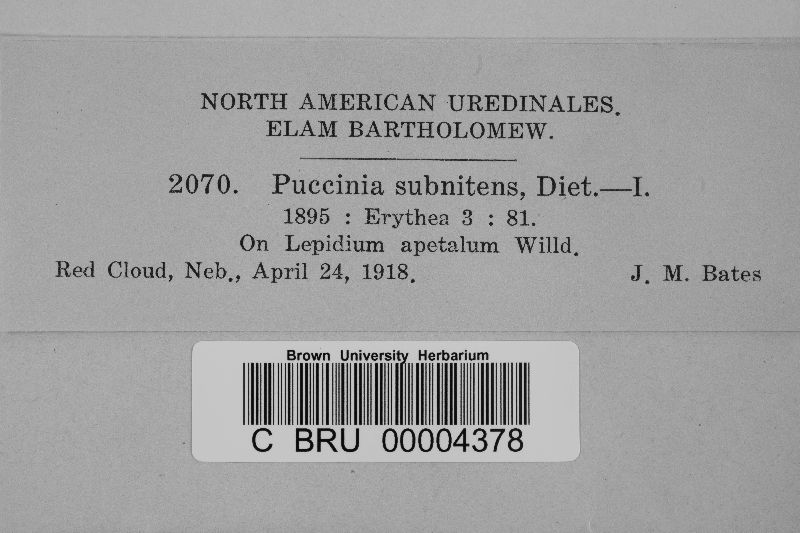 NORTH AMERICAN UREDINALES.
ELAM BARTHOLOMEW.
2070. Puccinia subnitens, Diet.—I.
1895 : Erythea 3 : 81.
On Lepidium apetalum Willd.
Red Cloud, Neb., April 24, 1918. J. M. Bates
Brown University Herbarium
C BRU 00004378